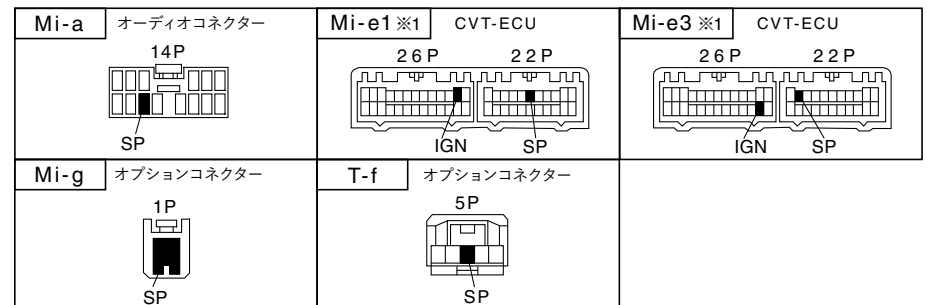 Mi-a オーディオコネクター
14P
SP
Mi-e1 ※1 CVT-ECU
26P 22P
IGN SP
Mi-e3 ※1 CVT-ECU
26P 22P
IGN SP
Mi-g オプションコネクター
1P
SP
T-f オプションコネクター
5P
SP